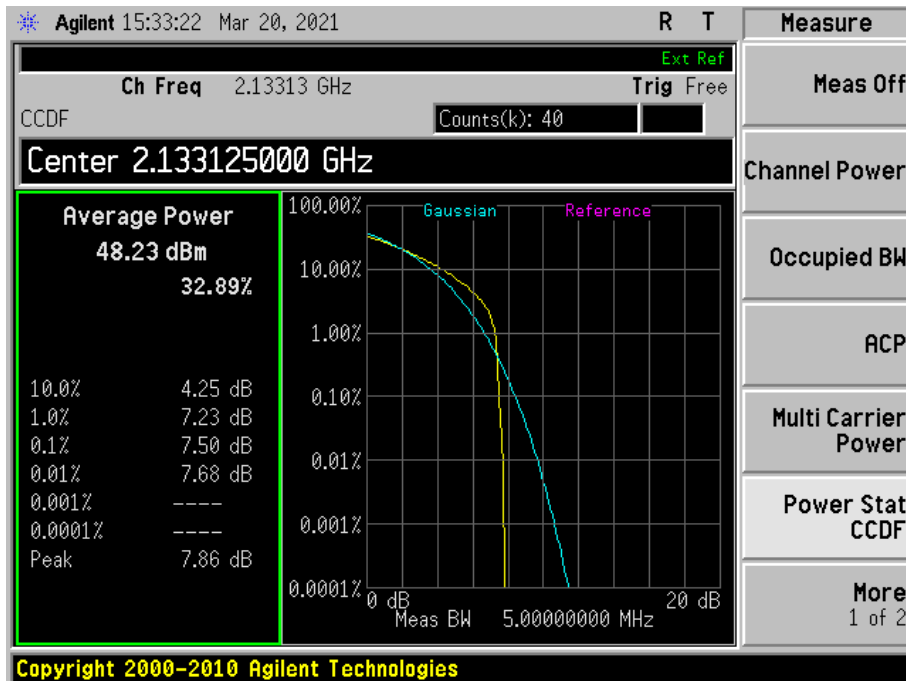 Agilent 15:33:22 Mar 20, 2021 R T
Measure
Ext Ref
Ch Freq 2.13313 GHz Trig Free
CCDF Counts(k): 40
Center 2.133125000 GHz
Average Power
48.23 dBm
32.89%
10.0% 4.25 dB
1.0% 7.23 dB
0.1% 7.50 dB
0.01% 7.68 dB
0.001% ----
0.0001% ----
Peak 7.86 dB
Gaussian Reference
100.00%
10.00%
1.00%
0.10%
0.01%
0.001%
0.0001%
0 dB 20 dB
Meas BW 5.00000000 MHz
Meas Off
Channel Power
Occupied BW
ACP
Multi Carrier
Power
Power Stat
CCDF
More
1 of 2
Copyright 2000-2010 Agilent Technologies